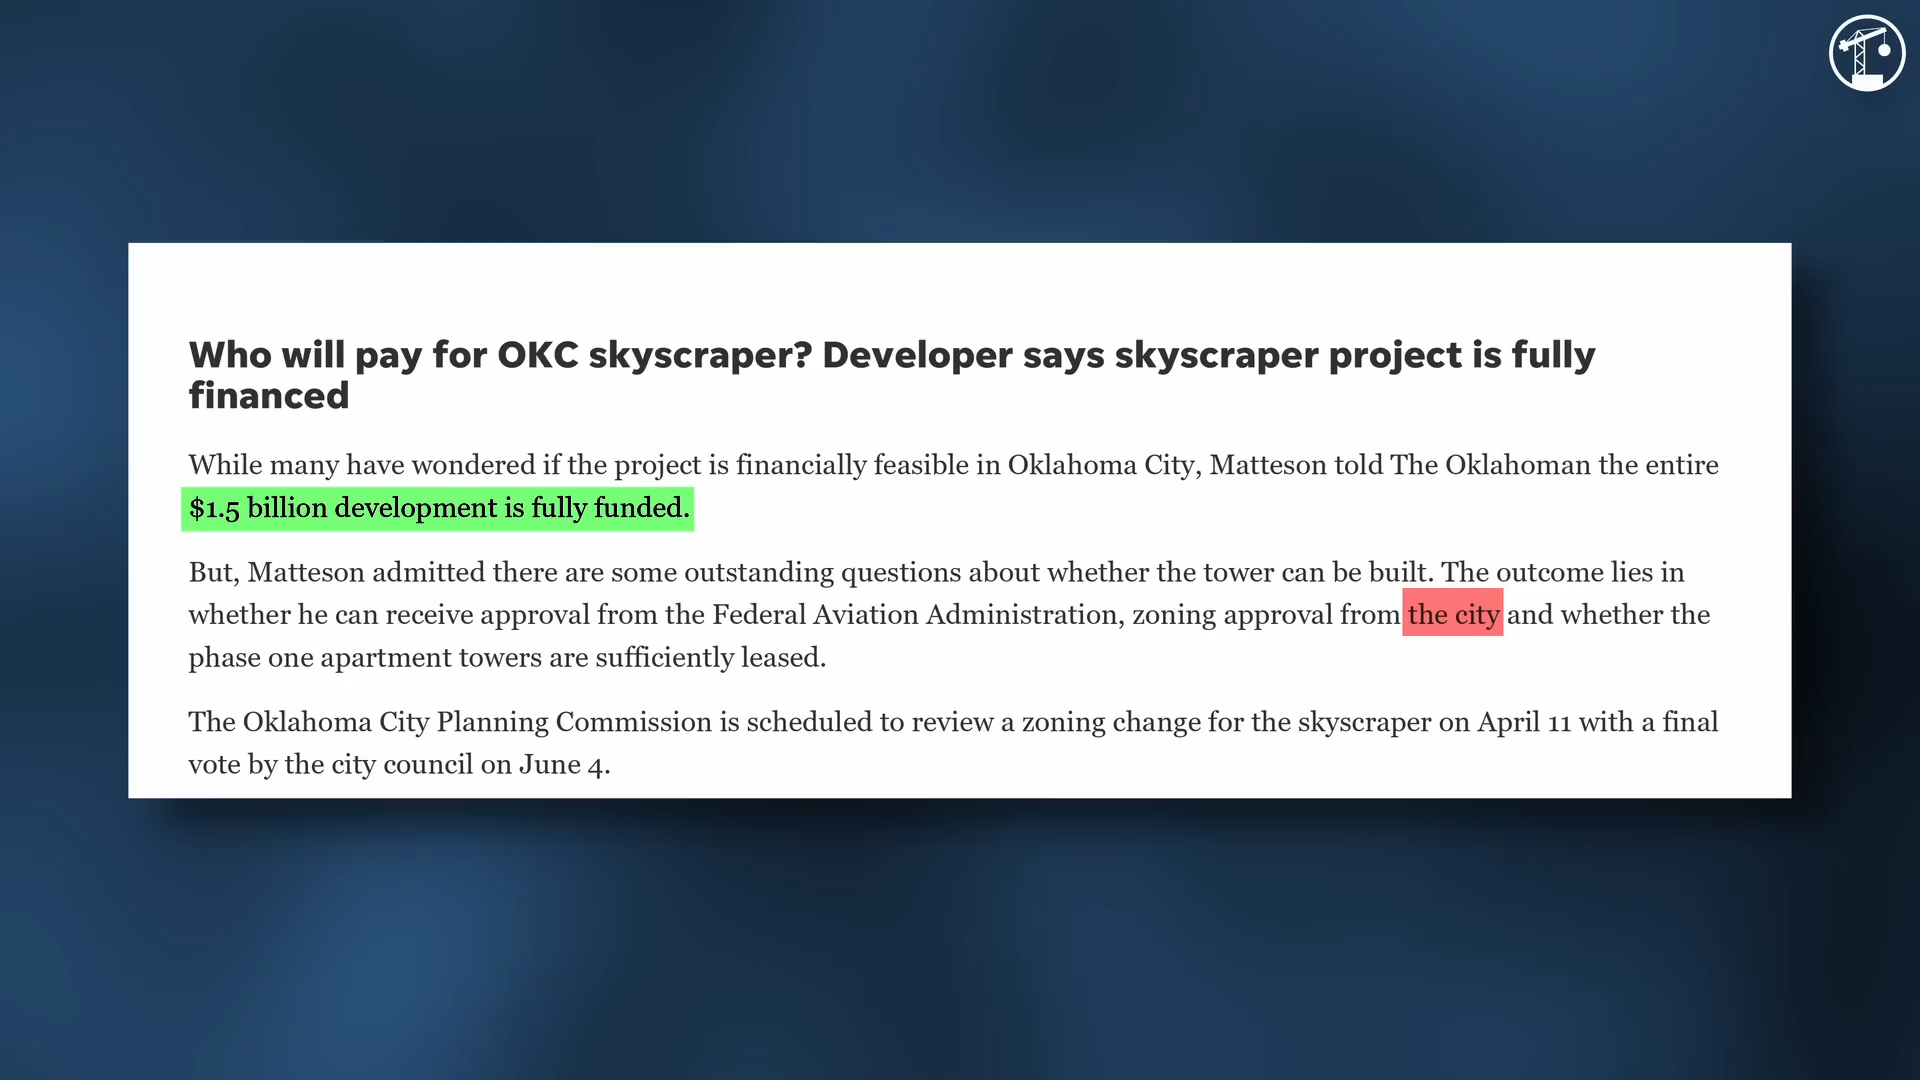 Who will pay for OKC skyscraper? Developer says skyscraper project is fully
financed
While many have wondered if the project is financially feasible in Oklahoma City, Matteson told The Oklahoman the entire
$1.5 billion development is fully funded.
But, Matteson admitted there are some outstanding questions about whether the tower can be built. The outcome lies in
whether he can receive approval from the Federal Aviation Administration, zoning approval from the city and whether the
phase one apartment towers are sufficiently leased.
The Oklahoma City Planning Commission is scheduled to review a zoning change for the skyscraper on April 11 with a final
vote by the city council on June 4.